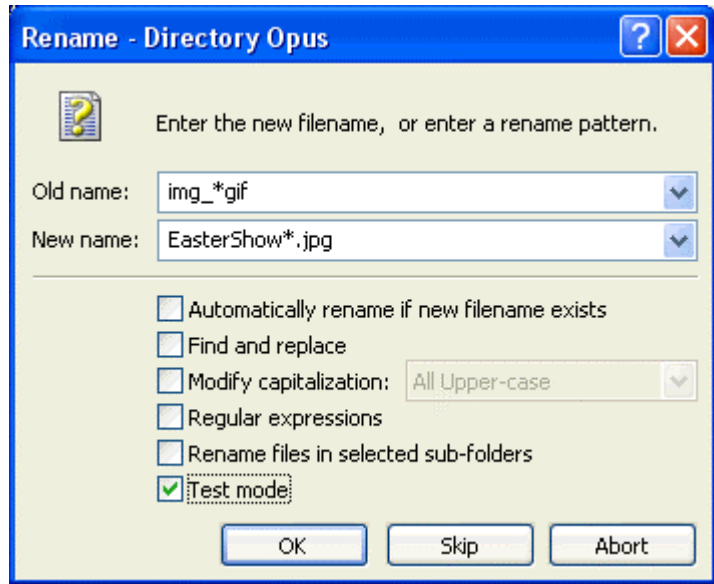 Rename - Directory Opus
Enter the new filename, or enter a rename pattern.
Old name: img_*gif
New name: EasterShow*.jpg
Automatically rename if new filename exists
Find and replace
Modify capitalization: All Upper-case
Regular expressions
Rename files in selected sub-folders
Test mode
OK Skip Abort